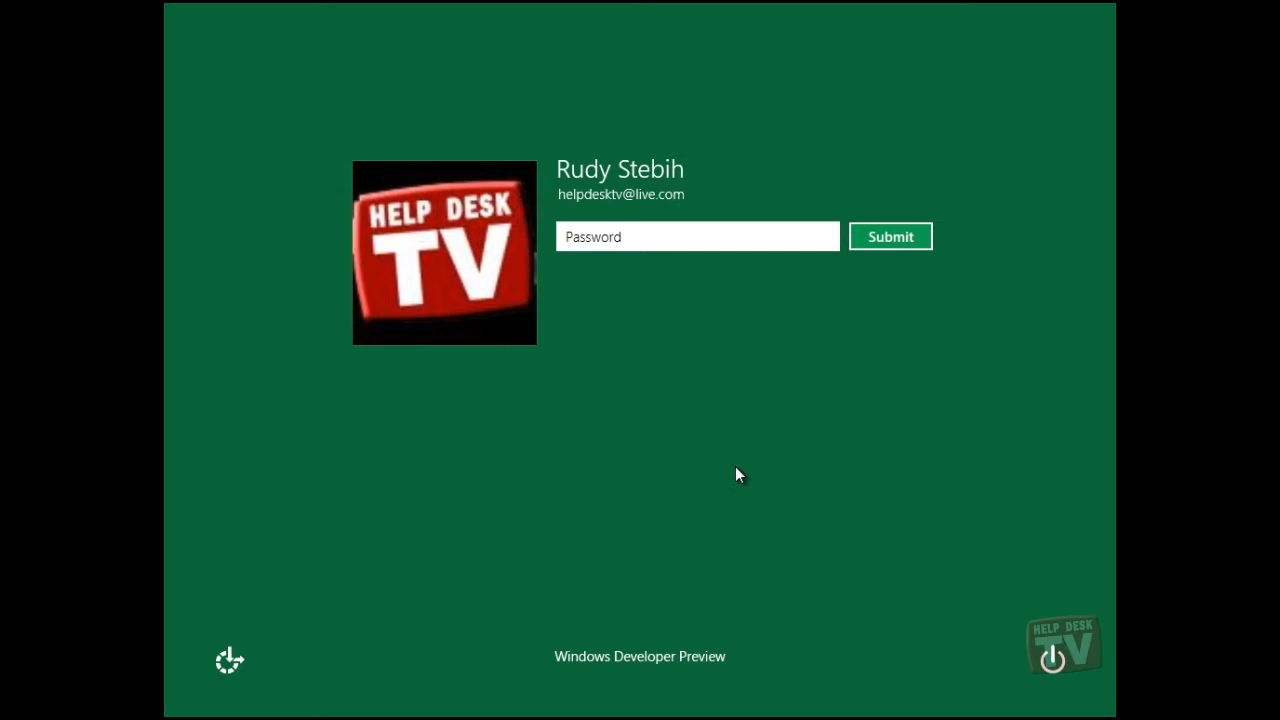 Rudy Stebih
helpdesktv@live.com
HELP DESK
TV
Password
Submit
Windows Developer Preview
HELP DESK
TV